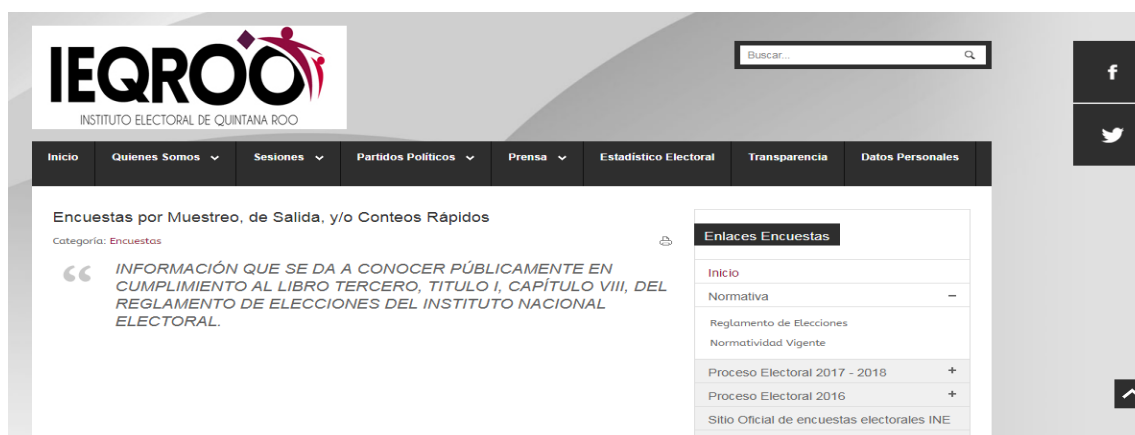 IEQROO
INSTITUTO ELECTORAL DE QUINTANA ROO
Buscar...
Inicio Quienes Somos Sesiones Partidos Políticos Prensa Estadístico Electoral Transparencia Datos Personales
Encuestas por Muestreo, de Salida, y/o Conteos Rápidos
Categoría: Encuestas
“ INFORMACIÓN QUE SE DA A CONOCER PÚBLICAMENTE EN
CUMPLIMIENTO AL LIBRO TERCERO, TITULO I, CAPÍTULO VIII, DEL
REGLAMENTO DE ELECCIONES DEL INSTITUTO NACIONAL
ELECTORAL.
Enlaces Encuestas
Inicio
Normativa −
Reglamento de Elecciones
Normatividad Vigente
Proceso Electoral 2017 - 2018 +
Proceso Electoral 2016 +
Sitio Oficial de encuestas electorales INE